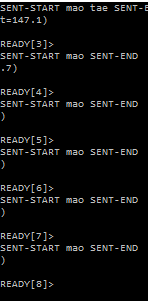 SENT-START mao tae SENT-E
t=147.1)
READY[3]>
SENT-START mao SENT-END
.7)
READY[4]>
SENT-START mao SENT-END
)
READY[5]>
SENT-START mao SENT-END
)
READY[6]>
SENT-START mao SENT-END
)
READY[7]>
SENT-START mao SENT-END
)
READY[8]>